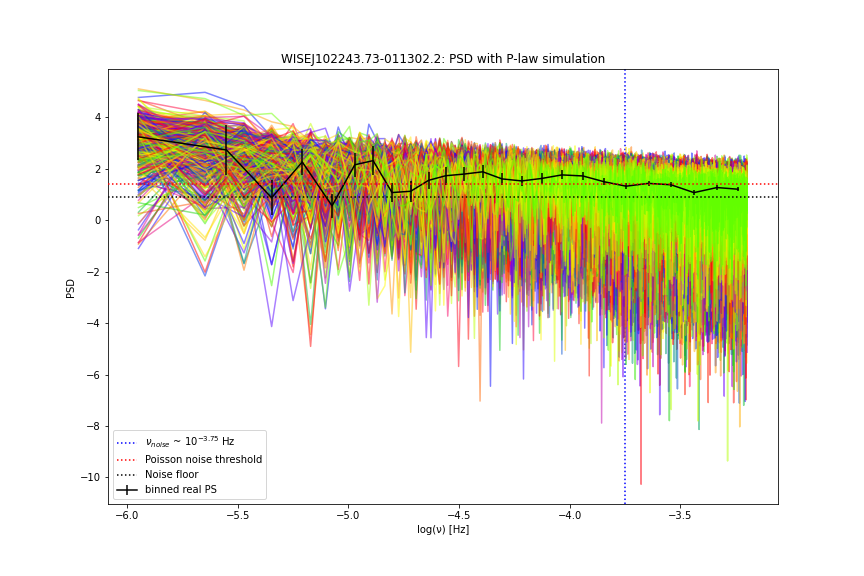 WISEJ102243.73-011302.2: PSD with P-law simulation
PSD
4
2
0
−2
−4
−6
−8
−10
ν_noise ~ 10^−3.75 Hz
Poisson noise threshold
Noise floor
binned real PS
−6.0 −5.5 −5.0 −4.5 −4.0 −3.5
log(ν) [Hz]